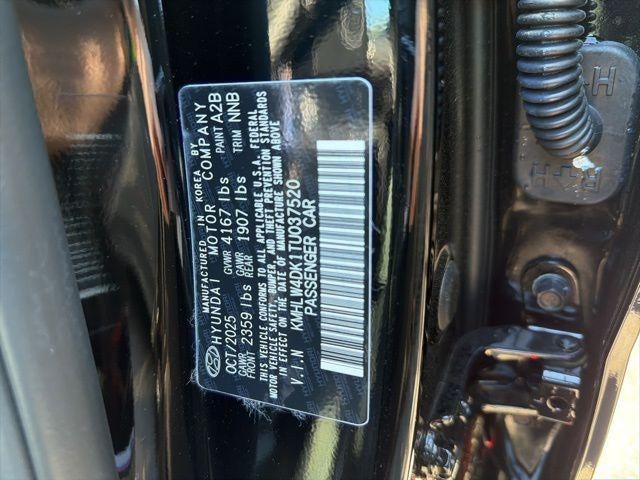 MANUFACTURED IN KOREA BY
HYUNDAI MOTOR COMPANY
OCT/2025 GVWR 4167 lbs PAINT A2B
GAWR FRONT 2359 lbs GAWR REAR 1907 lbs TRIM NNB
THIS VEHICLE CONFORMS TO ALL APPLICABLE U.S.A. FEDERAL
MOTOR VEHICLE SAFETY, BUMPER, AND THEFT PREVENTION STANDARDS
IN EFFECT ON THE DATE OF MANUFACTURE SHOWN ABOVE
V.I.N KMHLW4DK1TU037520
PASSENGER CAR